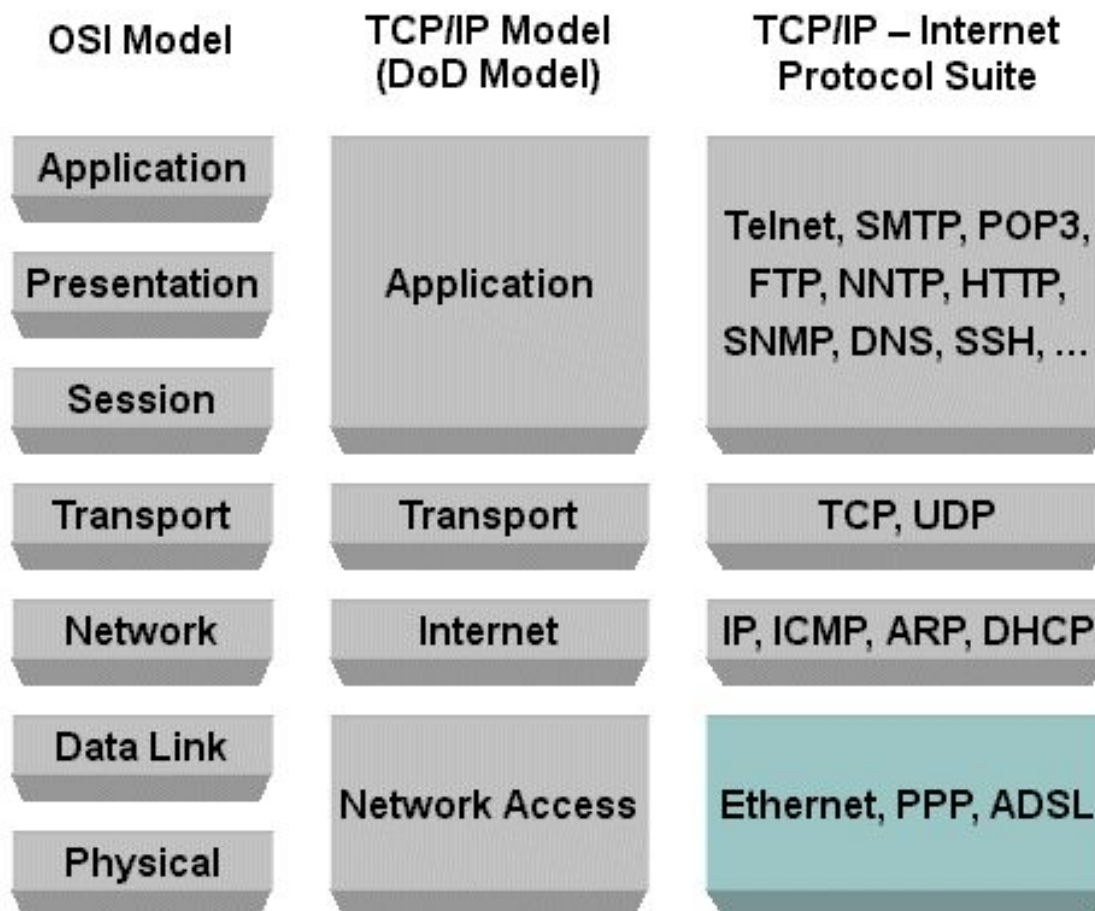 OSI Model
TCP/IP Model
(DoD Model)
TCP/IP – Internet
Protocol Suite
Application
Presentation
Session
Transport
Network
Data Link
Physical
Application
Transport
Internet
Network Access
Telnet, SMTP, POP3,
FTP, NNTP, HTTP,
SNMP, DNS, SSH, ...
TCP, UDP
IP, ICMP, ARP, DHCP
Ethernet, PPP, ADSL